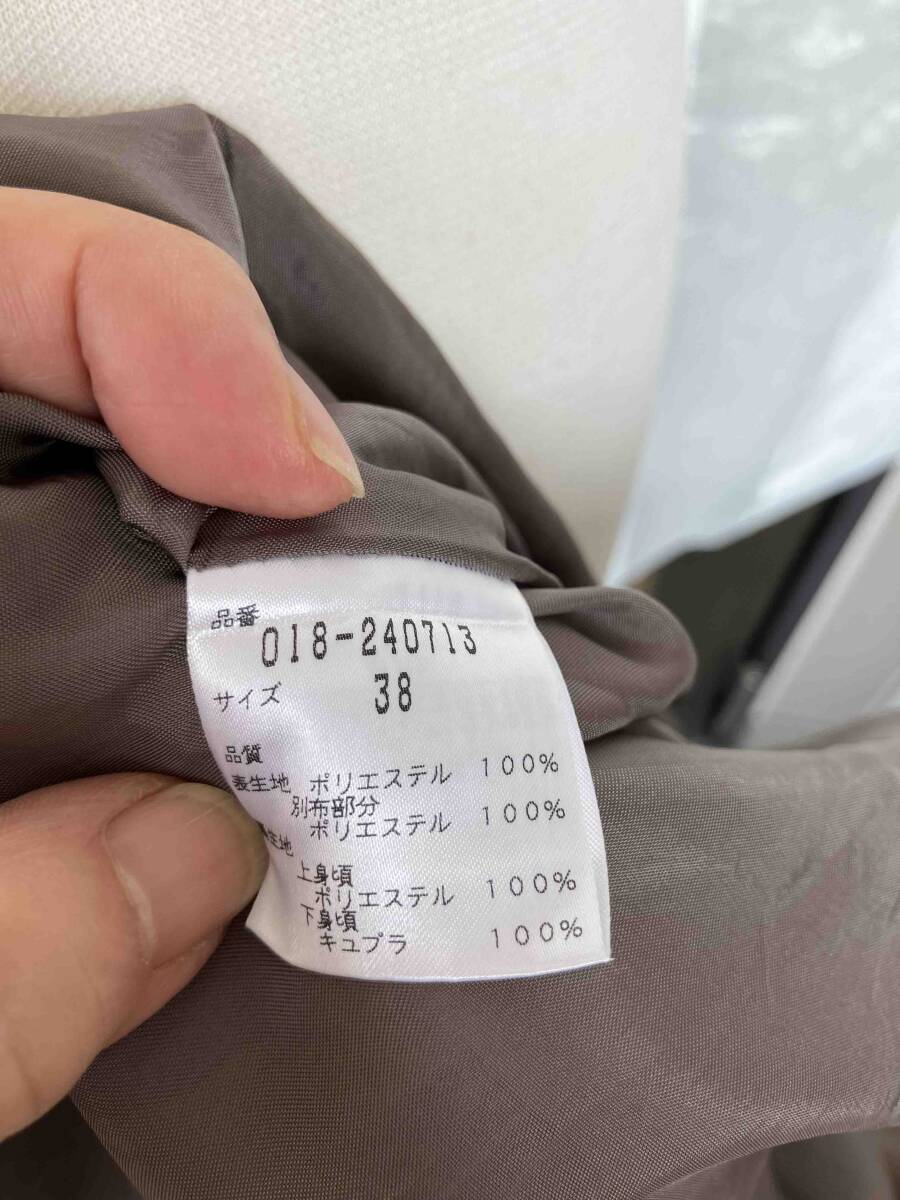 品番
018-240713
サイズ 38
品質
表生地 ポリエステル 100%
別布部分
ポリエステル 100%
生地
上身頃
ポリエステル 100%
下身頃
キュプラ 100%